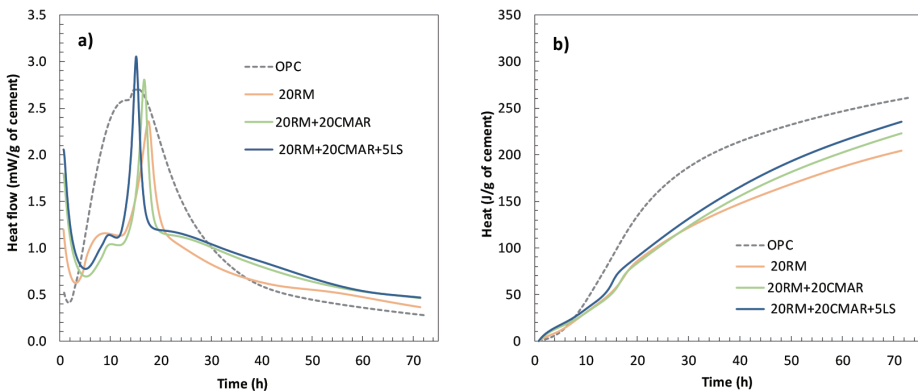 a)
3.5
3.0
2.5
2.0
1.5
1.0
0.5
0.0
Heat flow (mW/g of cement)
OPC
20RM
20RM+20CMAR
20RM+20CMAR+5LS
0 10 20 30 40 50 60 70 80
Time (h)
b)
350
300
250
200
150
100
50
0
Heat (J/g of cement)
OPC
20RM
20RM+20CMAR
20RM+20CMAR+5LS
0 10 20 30 40 50 60 70
Time (h)